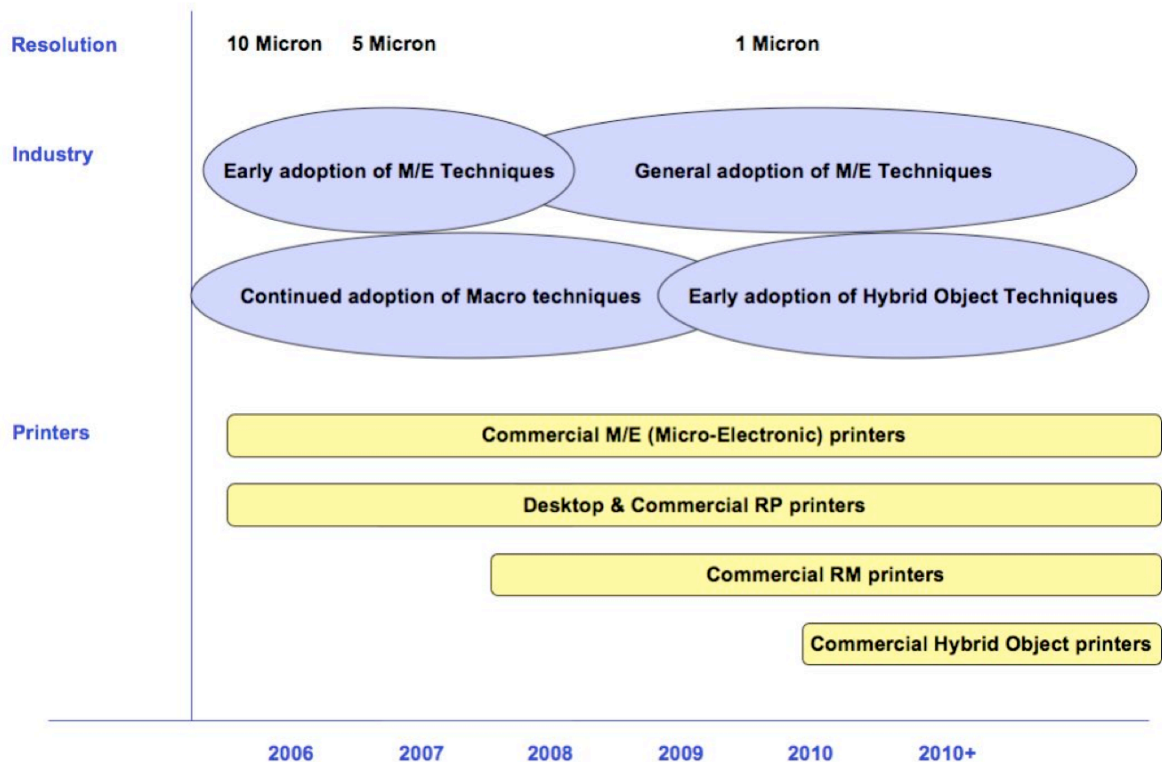 Resolution 10 Micron 5 Micron 1 Micron
Industry
Early adoption of M/E Techniques General adoption of M/E Techniques
Continued adoption of Macro techniques Early adoption of Hybrid Object Techniques
Printers
Commercial M/E (Micro-Electronic) printers
Desktop & Commercial RP printers
Commercial RM printers
Commercial Hybrid Object printers
2006 2007 2008 2009 2010 2010+